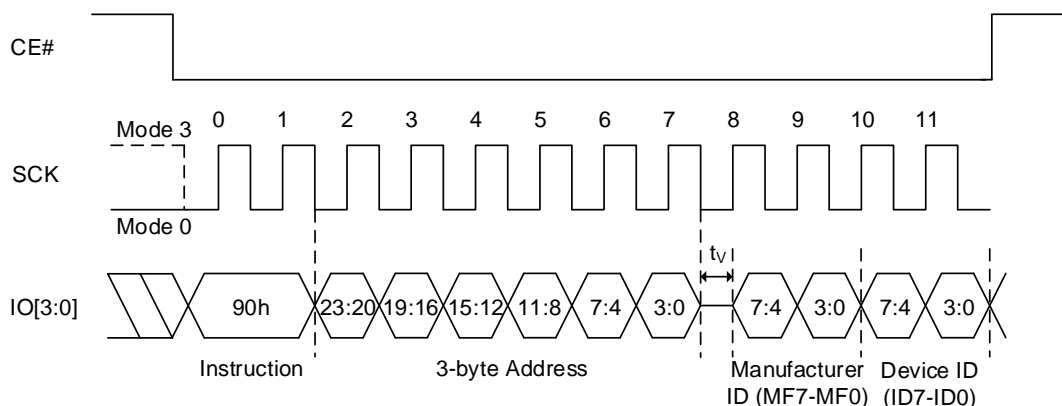 CE#
0 1 2 3 4 5 6 7 8 9 10 11
Mode 3
SCK
Mode 0
tV
IO[3:0] 90h 23:20 19:16 15:12 11:8 7:4 3:0 7:4 3:0 7:4 3:0
Instruction 3-byte Address Manufacturer Device ID
ID (MF7-MF0) (ID7-ID0)